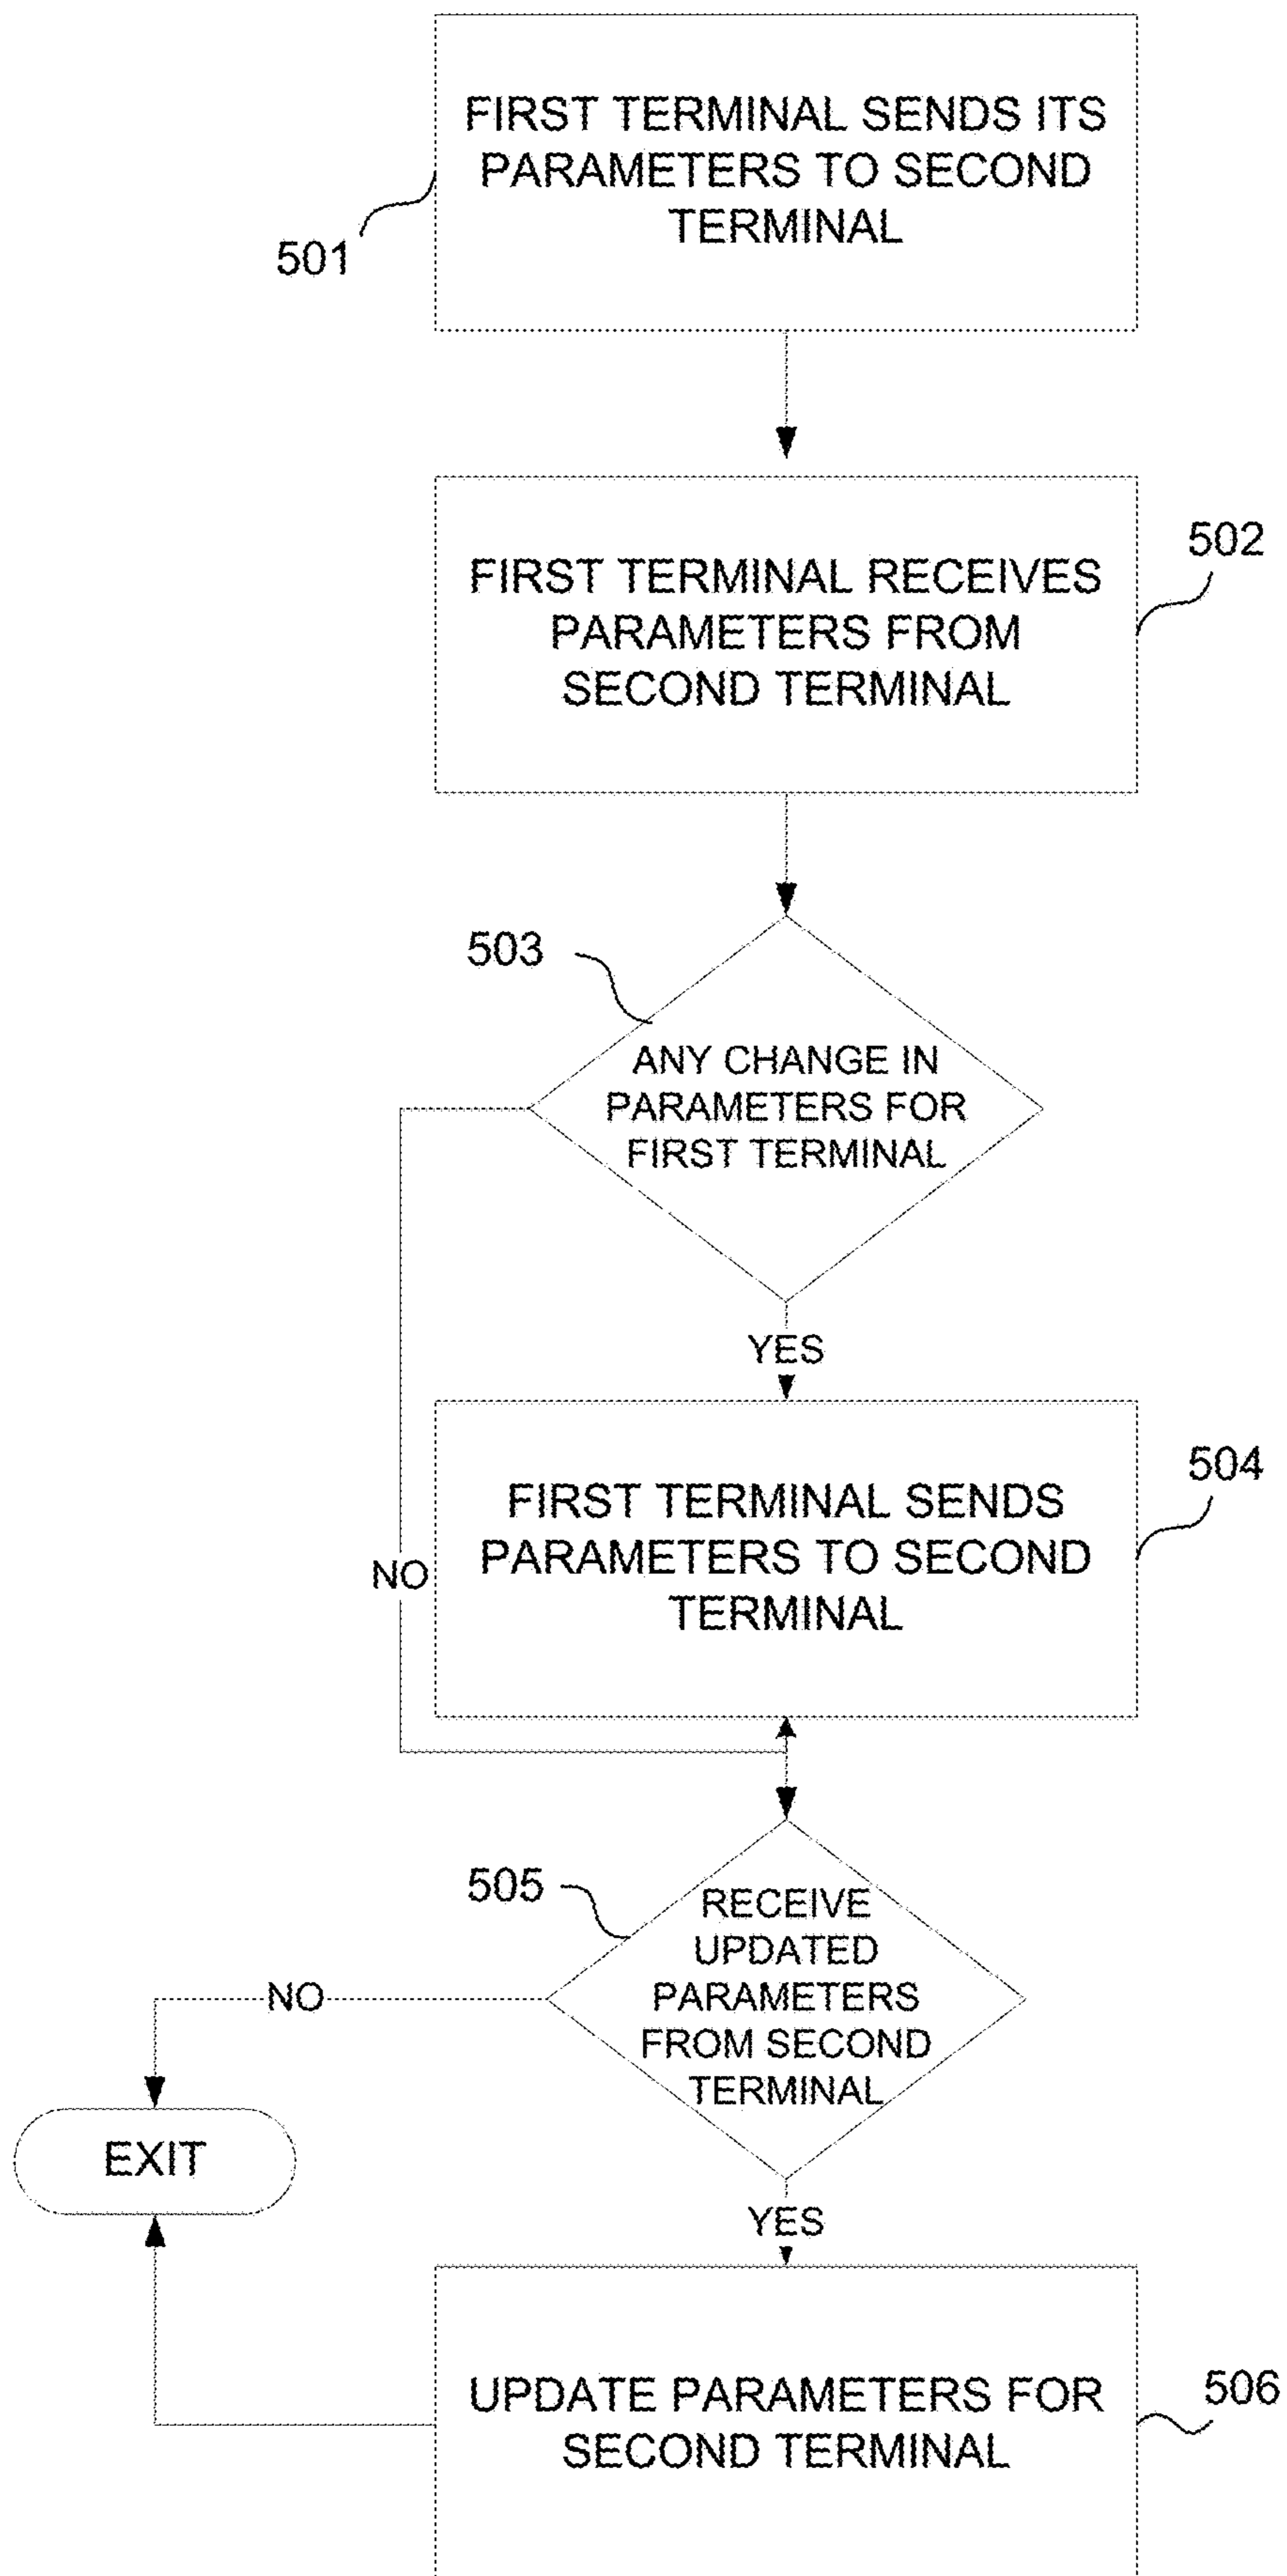 FIRST TERMINAL SENDS ITS
PARAMETERS TO SECOND
TERMINAL
501
502
FIRST TERMINAL RECEIVES
PARAMETERS FROM
SECOND TERMINAL
503
ANY CHANGE IN
PARAMETERS FOR
FIRST TERMINAL
YES
504
FIRST TERMINAL SENDS
PARAMETERS TO SECOND
TERMINAL
NO
505
RECEIVE
UPDATED
PARAMETERS
FROM SECOND
TERMINAL
NO
EXIT
YES
506
UPDATE PARAMETERS FOR
SECOND TERMINAL